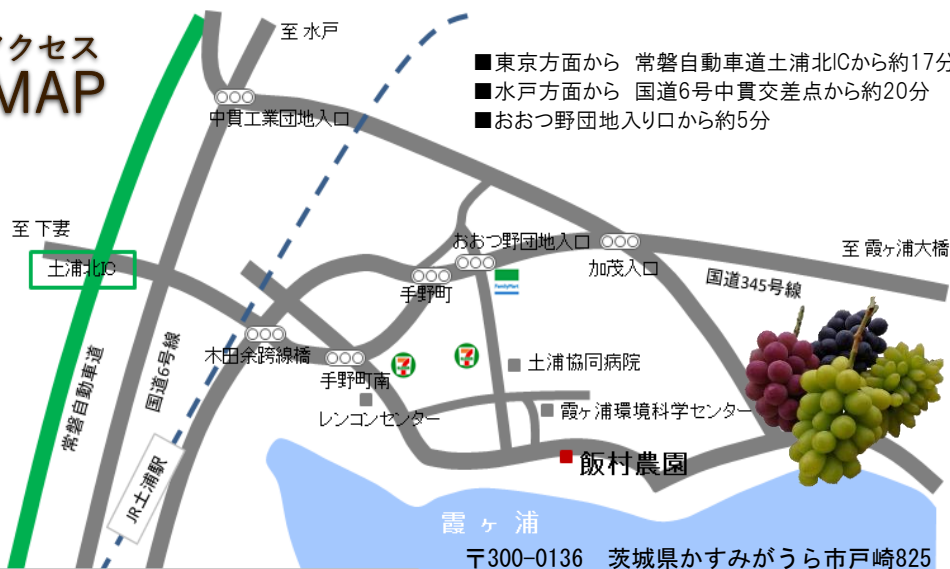 アクセス
MAP
至 水戸
■東京方面から 常磐自動車道土浦北ICから約17分
■水戸方面から 国道6号中貫交差点から約20分
■おおつ野団地入り口から約5分
中貫工業団地入口
至 下妻
土浦北IC
おおつ野団地入口
加茂入口
至 霞ヶ浦大橋
国道345号線
手野町
FamilyMart
木田余跨線橋
手野町南
レンコンセンター
土浦協同病院
霞ヶ浦環境科学センター
常磐自動車道
国道6号線
JR土浦駅
飯村農園
霞ヶ浦
〒300-0136 茨城県かすみがうら市戸崎825